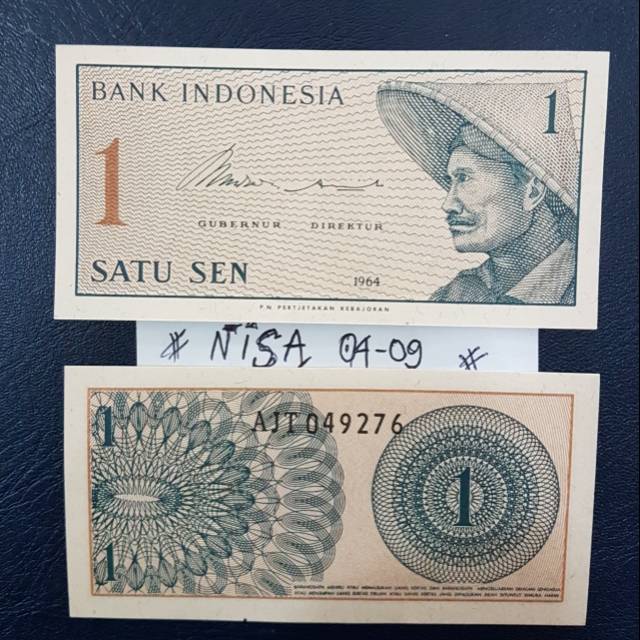 BANK INDONESIA
1
1
GUBERNUR DIREKTUR
SATU SEN
1964
P.N. PERTJETAKAN KEBAJORAN
# NISA 04-09 #
1
AJT049276
1
1